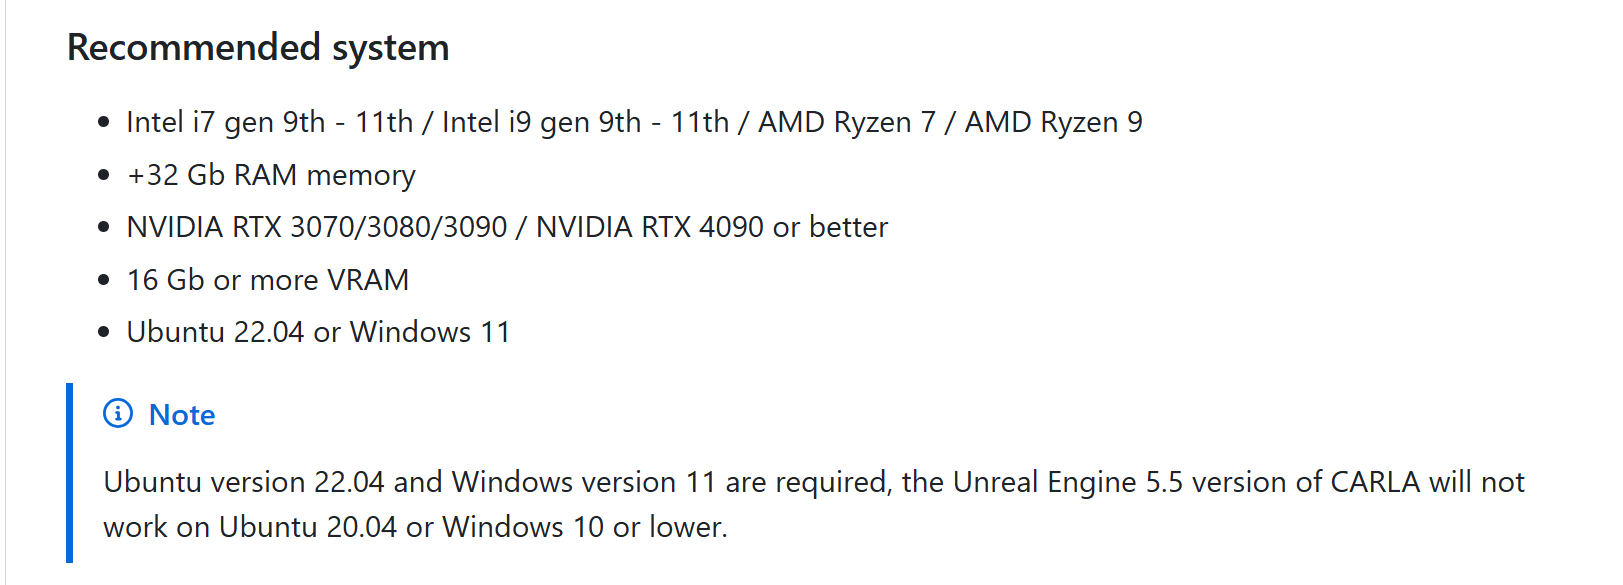 Recommended system
Intel i7 gen 9th - 11th / Intel i9 gen 9th - 11th / AMD Ryzen 7 / AMD Ryzen 9
+32 Gb RAM memory
NVIDIA RTX 3070/3080/3090 / NVIDIA RTX 4090 or better
16 Gb or more VRAM
Ubuntu 22.04 or Windows 11
Note
Ubuntu version 22.04 and Windows version 11 are required, the Unreal Engine 5.5 version of CARLA will not
work on Ubuntu 20.04 or Windows 10 or lower.